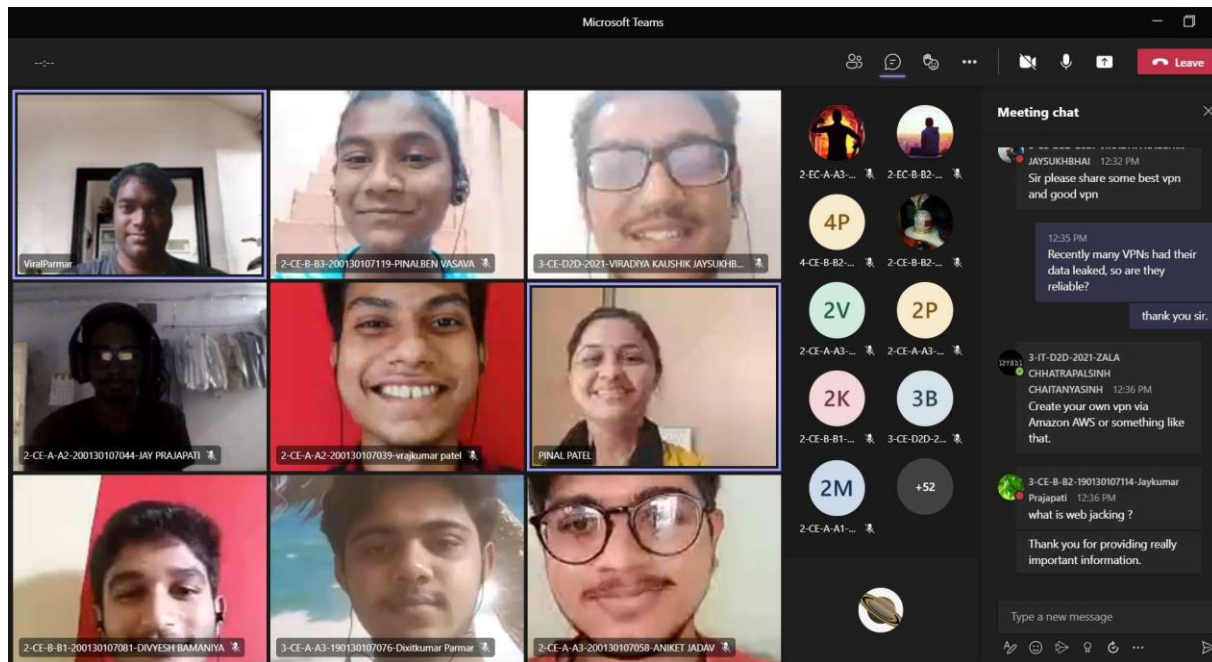 Microsoft Teams
--:--
Leave
ViralParmar
2-CE-B-B3-200130107119-PINALBEN VASAVA
3-CE-D2D-2021-VIRADIYA KAUSHIK JAYSUKHB...
2-CE-A-A2-200130107044-JAY PRAJAPATI
2-CE-A-A2-200130107039-vrajkumar patel
PINAL PATEL
2-CE-B-B1-200130107081-DIVYESH BAMANIYA
3-CE-A-A3-190130107076-Dixitkumar Parmar
2-CE-A-A3-200130107058-ANIKET JADAV
2-EC-A-A3-...
2-EC-B-B2-...
4P
4-CE-B-B2-...
2-CE-B-B2-...
2V
2P
2-CE-A-A3-...
2-CE-A-A3-...
2K
3B
2-CE-B-B1-...
3-CE-D2D-2...
2M
+52
2-CE-A-A1-...
Meeting chat
JAYSUKHBHAI 12:32 PM
Sir please share some best vpn
and good vpn
12:35 PM
Recently many VPNs had their
data leaked, so are they
reliable?
thank you sir.
3-IT-D2D-2021-ZALA
CHHATRAPALSINH
CHAITANYASINH 12:36 PM
Create your own vpn via
Amazon AWS or something like
that.
3-CE-B-B2-190130107114-Jaykumar
Prajapati 12:36 PM
what is web jacking ?
Thank you for providing really
important information.
Type a new message